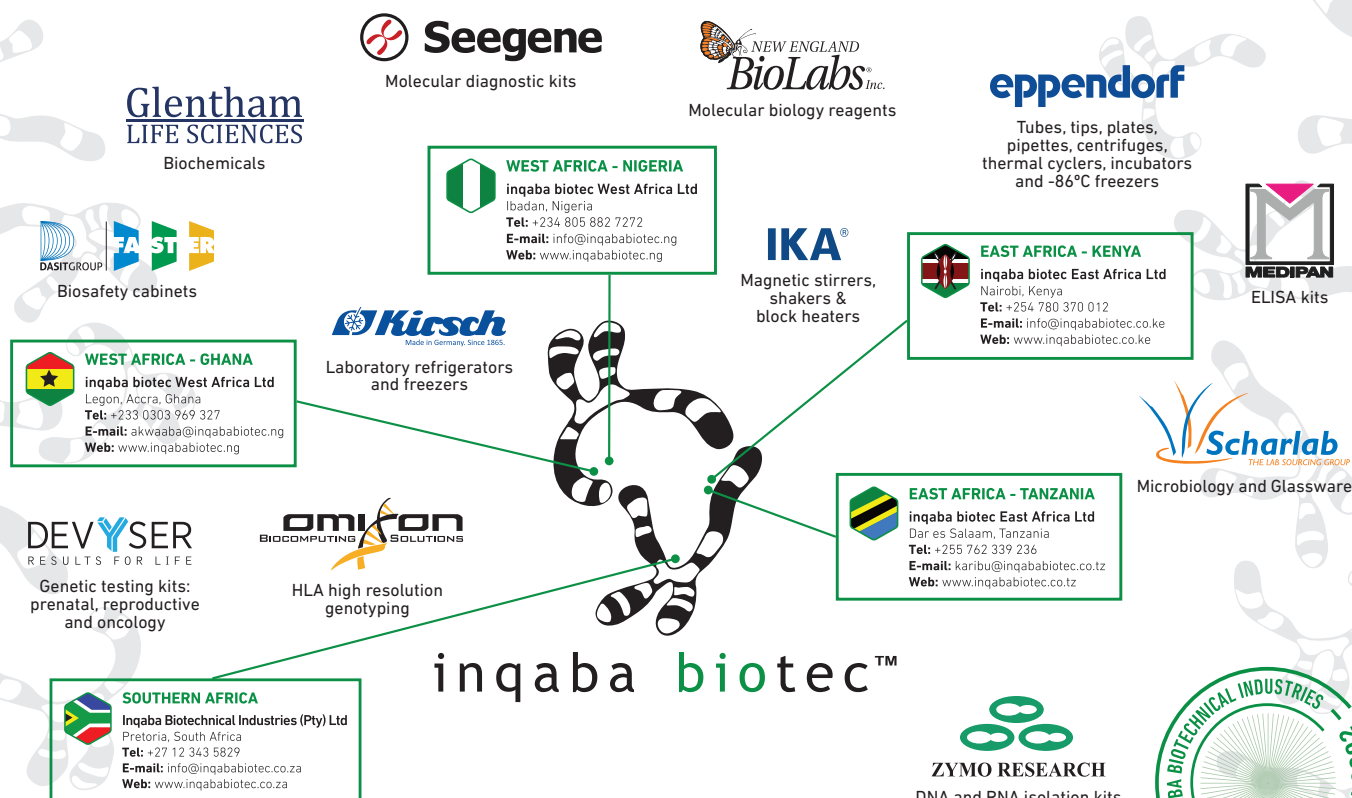 Seegene
Molecular diagnostic kits
NEW ENGLAND
BioLabs® Inc.
Molecular biology reagents
eppendorf
Tubes, tips, plates,
pipettes, centrifuges,
thermal cyclers, incubators
and -86ºC freezers
Glentham
LIFE SCIENCES
Biochemicals
WEST AFRICA - NIGERIA
inqaba biotec West Africa Ltd
Ibadan, Nigeria
Tel: +234 805 882 7272
E-mail: info@inqababiotec.ng
Web: www.inqababiotec.ng
DASITGROUP
FASTER
Biosafety cabinets
IKA®
Magnetic stirrers,
shakers &
block heaters
EAST AFRICA - KENYA
inqaba biotec East Africa Ltd
Nairobi, Kenya
Tel: +254 780 370 012
E-mail: info@inqababiotec.co.ke
Web: www.inqababiotec.co.ke
MEDIPAN
ELISA kits
Kirsch
Made in Germany. Since 1865.
Laboratory refrigerators
and freezers
WEST AFRICA - GHANA
inqaba biotec West Africa Ltd
Legon, Accra, Ghana
Tel: +233 0303 969 327
E-mail: akwaaba@inqababiotec.ng
Web: www.inqababiotec.ng
Scharlab
THE LAB SOURCING GROUP
Microbiology and Glassware
EAST AFRICA - TANZANIA
inqaba biotec East Africa Ltd
Dar es Salaam, Tanzania
Tel: +255 762 339 236
E-mail: karibu@inqababiotec.co.tz
Web: www.inqababiotec.co.tz
DEVYSER
RESULTS FOR LIFE
Genetic testing kits:
prenatal, reproductive
and oncology
OMIXON
BIOCOMPUTING SOLUTIONS
HLA high resolution
genotyping
inqaba biotec™
SOUTHERN AFRICA
Inqaba Biotechnical Industries (Pty) Ltd
Pretoria, South Africa
Tel: +27 12 343 5829
E-mail: info@inqababiotec.co.za
Web: www.inqababiotec.co.za
ZYMO RESEARCH
DNA and RNA isolation kits
BA BIOTECHNICAL INDUSTRIES –